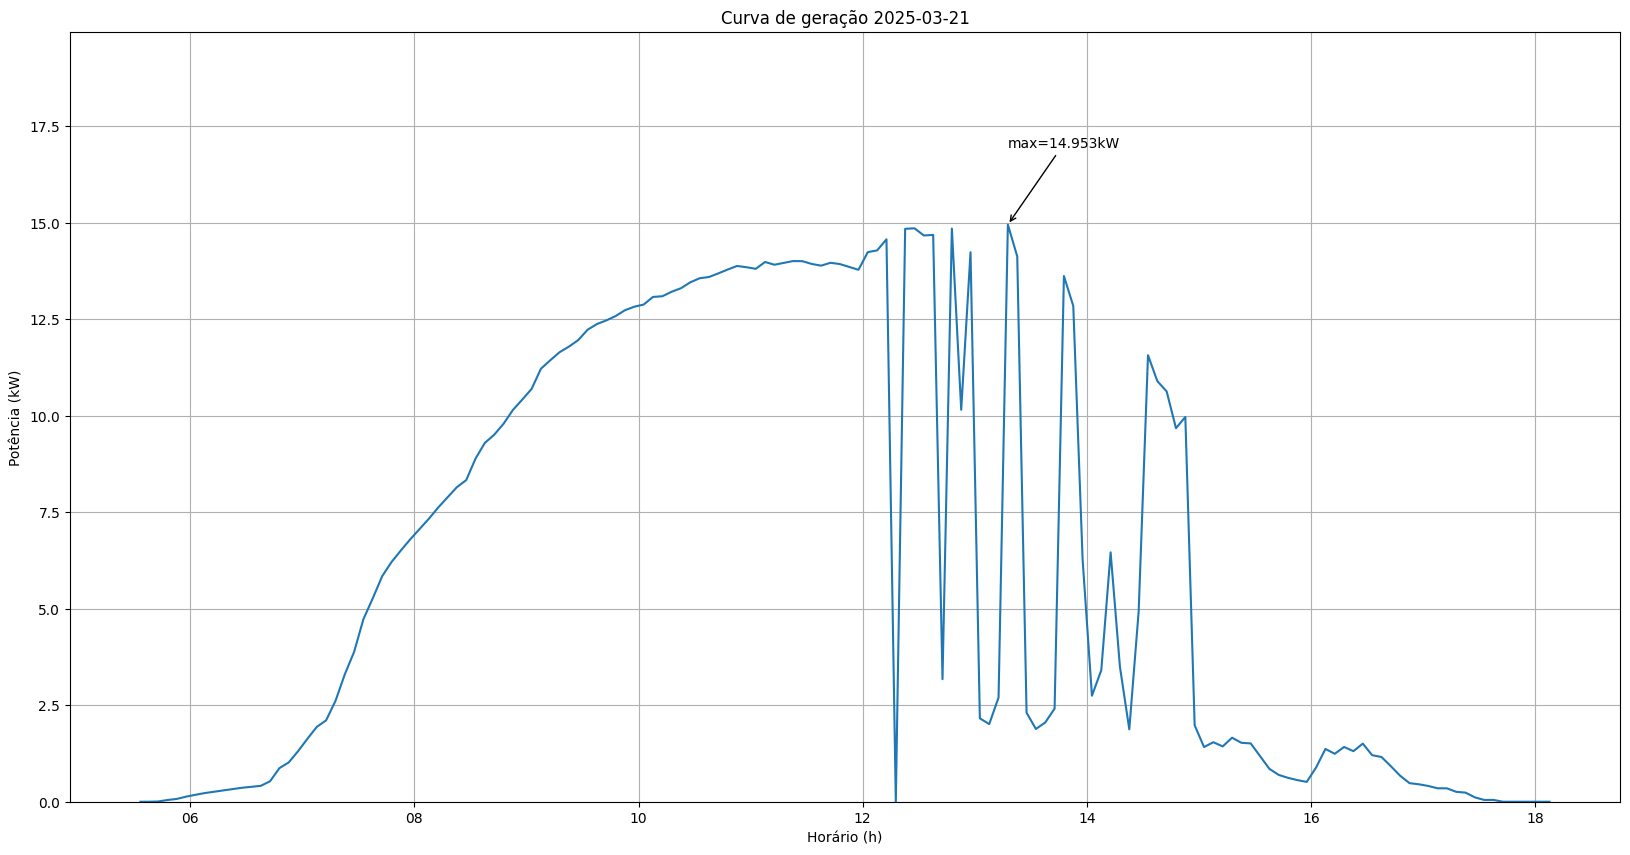 Curva de geração 2025-03-21
17.5
max=14.953kW
15.0
12.5
10.0
Potência (kW)
7.5
5.0
2.5
0.0
06 08 10 12 14 16 18
Horário (h)